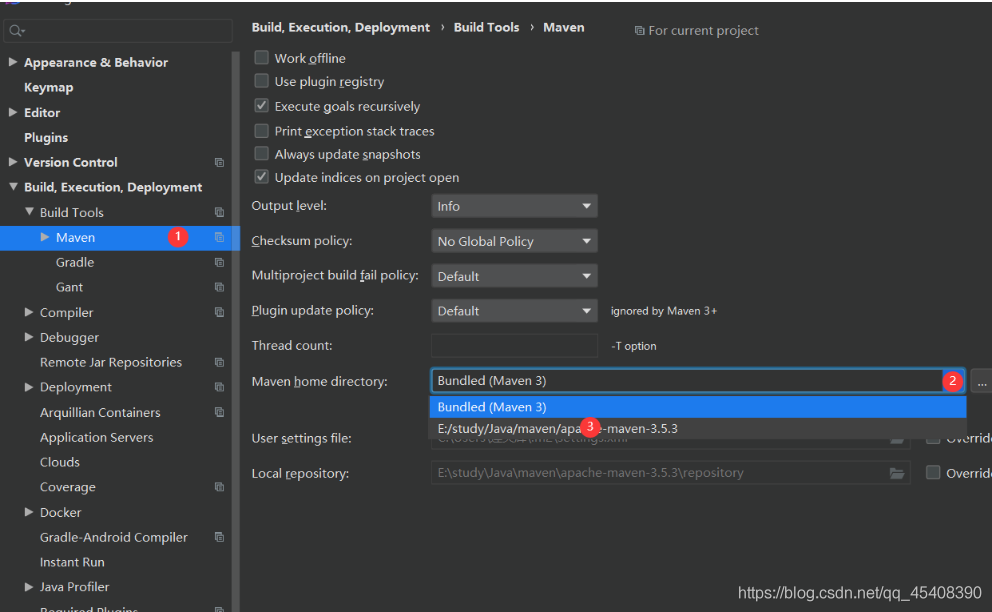 Build, Execution, Deployment › Build Tools › Maven
For current project
Appearance & Behavior
Keymap
Editor
Plugins
Version Control
Build, Execution, Deployment
Build Tools
Maven 1
Gradle
Gant
Compiler
Debugger
Remote Jar Repositories
Deployment
Arquillian Containers
Application Servers
Clouds
Coverage
Docker
Gradle-Android Compiler
Instant Run
Java Profiler
Required Plugins
Work offline
Use plugin registry
Execute goals recursively
Print exception stack traces
Always update snapshots
Update indices on project open
Output level: Info
Checksum policy: No Global Policy
Multiproject build fail policy: Default
Plugin update policy: Default ignored by Maven 3+
Thread count: -T option
Maven home directory: Bundled (Maven 3) 2 ...
Bundled (Maven 3)
E:/study/Java/maven/apa 3 e-maven-3.5.3
User settings file: Override
Local repository: E:\study\Java\maven\apache-maven-3.5.3\repository Override
https://blog.csdn.net/qq_45408390